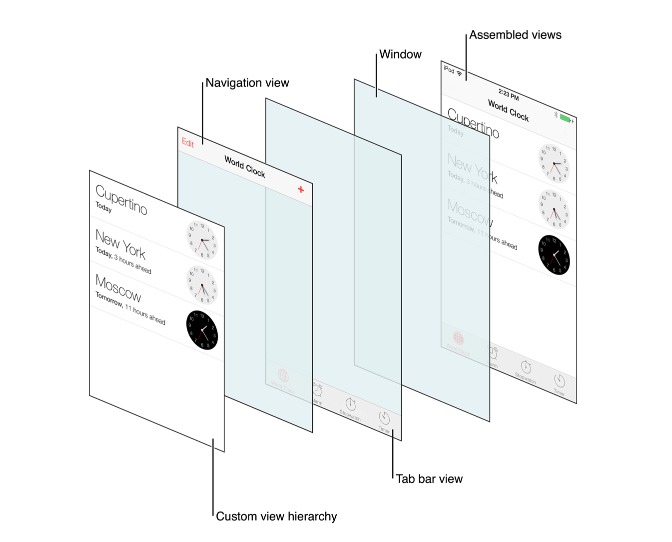 Assembled views
Window
Navigation view
iPod
2:23 PM
World Clock
Cupertino
Today
New York
Today, 3 hours ahead
Moscow
Tomorrow, 11 hours ahead
Timer
Edit
World Clock
+
Cupertino
Today
New York
Today, 3 hours ahead
Moscow
Tomorrow, 11 hours ahead
Timer
Tab bar view
Custom view hierarchy